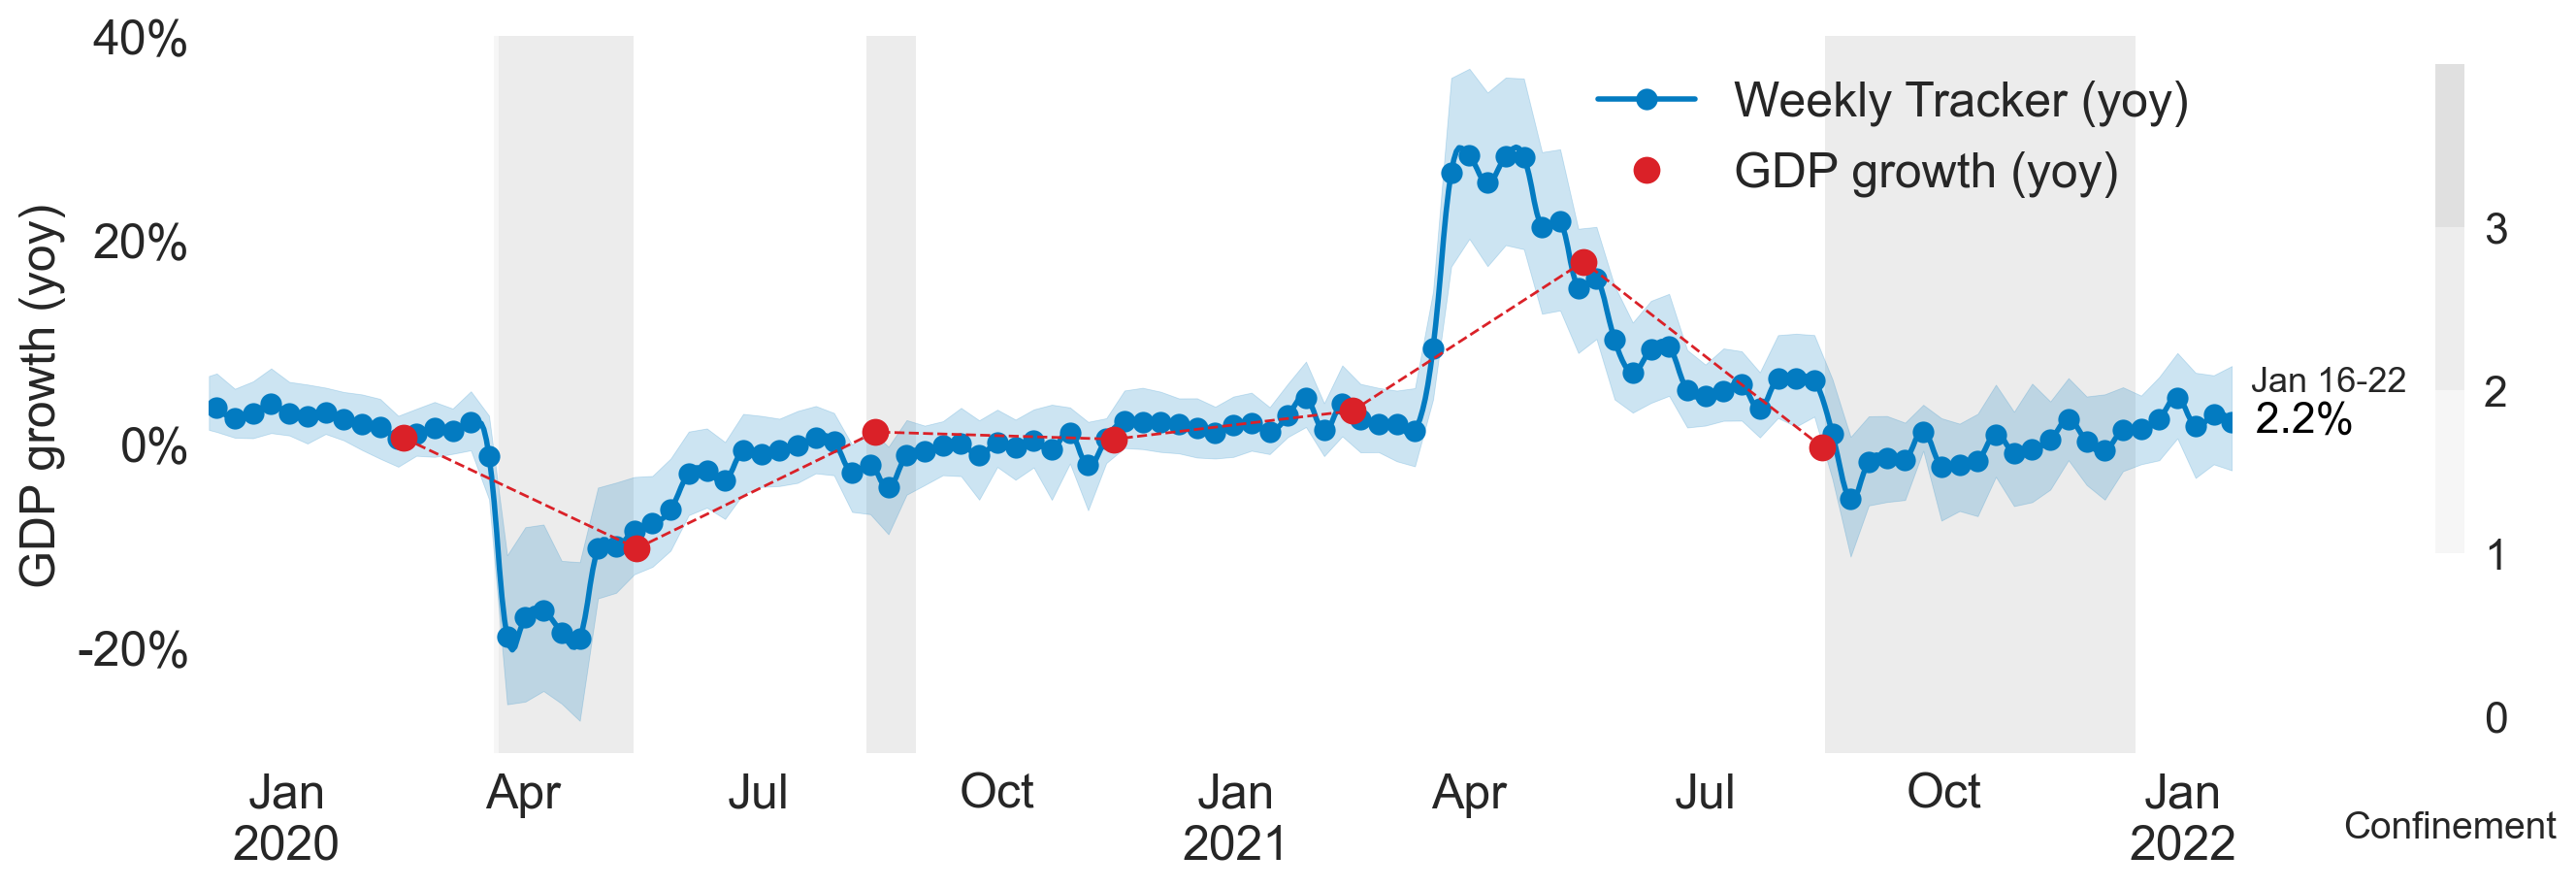 GDP growth (yoy)
40%
20%
0%
-20%
Weekly Tracker (yoy)
GDP growth (yoy)
Jan 16-22
2.2%
3
2
1
0
Confinement
Jan Apr Jul Oct Jan Apr Jul Oct Jan
2020 2021 2022